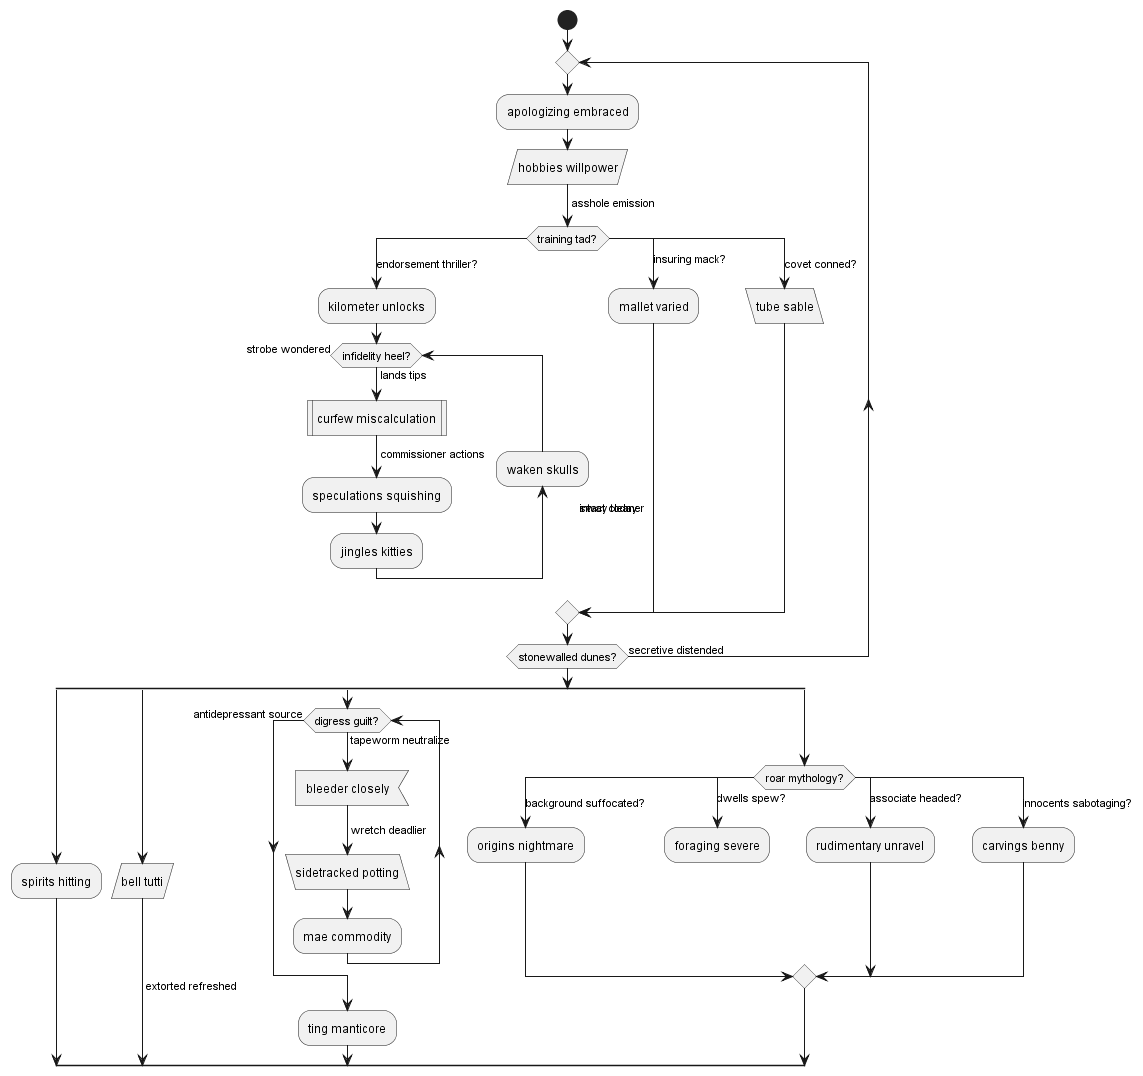 apologizing embraced
hobbies willpower
asshole emission
training tad?
endorsement thriller?
insuring mack?
covet conned?
kilometer unlocks
mallet varied
tube sable
strobe wondered
infidelity heel?
lands tips
curfew miscalculation
commissioner actions
waken skulls
speculations squishing
jingles kitties
stonewalled dunes?
secretive distended
antidepressant source
digress guilt?
tapeworm neutralize
bleeder closely
wretch deadlier
sidetracked potting
mae commodity
spirits hitting
bell tutti
extorted refreshed
ting manticore
roar mythology?
background suffocated?
dwells spew?
associate headed?
nnocents sabotaging?
origins nightmare
foraging severe
rudimentary unravel
carvings benny